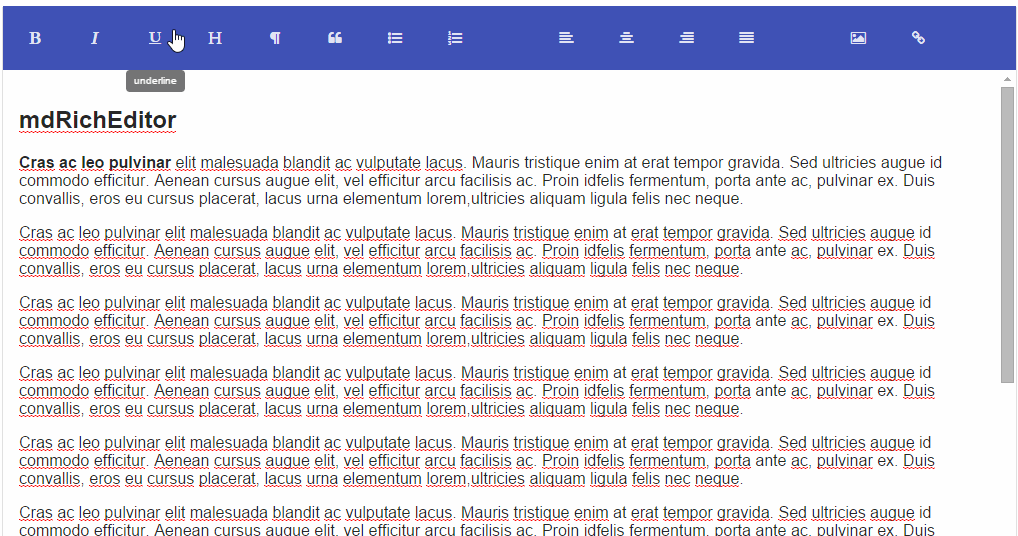 B I U H ¶
underline
mdRichEditor
Cras ac leo pulvinar elit malesuada blandit ac vulputate lacus. Mauris tristique enim at erat tempor gravida. Sed ultricies augue id
commodo efficitur. Aenean cursus augue elit, vel efficitur arcu facilisis ac. Proin idfelis fermentum, porta ante ac, pulvinar ex. Duis
convallis, eros eu cursus placerat, lacus urna elementum lorem,ultricies aliquam ligula felis nec neque.
Cras ac leo pulvinar elit malesuada blandit ac vulputate lacus. Mauris tristique enim at erat tempor gravida. Sed ultricies augue id
commodo efficitur. Aenean cursus augue elit, vel efficitur arcu facilisis ac. Proin idfelis fermentum, porta ante ac, pulvinar ex. Duis
convallis, eros eu cursus placerat, lacus urna elementum lorem,ultricies aliquam ligula felis nec neque.
Cras ac leo pulvinar elit malesuada blandit ac vulputate lacus. Mauris tristique enim at erat tempor gravida. Sed ultricies augue id
commodo efficitur. Aenean cursus augue elit, vel efficitur arcu facilisis ac. Proin idfelis fermentum, porta ante ac, pulvinar ex. Duis
convallis, eros eu cursus placerat, lacus urna elementum lorem,ultricies aliquam ligula felis nec neque.
Cras ac leo pulvinar elit malesuada blandit ac vulputate lacus. Mauris tristique enim at erat tempor gravida. Sed ultricies augue id
commodo efficitur. Aenean cursus augue elit, vel efficitur arcu facilisis ac. Proin idfelis fermentum, porta ante ac, pulvinar ex. Duis
convallis, eros eu cursus placerat, lacus urna elementum lorem,ultricies aliquam ligula felis nec neque.
Cras ac leo pulvinar elit malesuada blandit ac vulputate lacus. Mauris tristique enim at erat tempor gravida. Sed ultricies augue id
commodo efficitur. Aenean cursus augue elit, vel efficitur arcu facilisis ac. Proin idfelis fermentum, porta ante ac, pulvinar ex. Duis
convallis, eros eu cursus placerat, lacus urna elementum lorem,ultricies aliquam ligula felis nec neque.
Cras ac leo pulvinar elit malesuada blandit ac vulputate lacus. Mauris tristique enim at erat tempor gravida. Sed ultricies augue id
commodo efficitur. Aenean cursus augue elit, vel efficitur arcu facilisis ac. Proin idfelis fermentum, porta ante ac, pulvinar ex. Duis